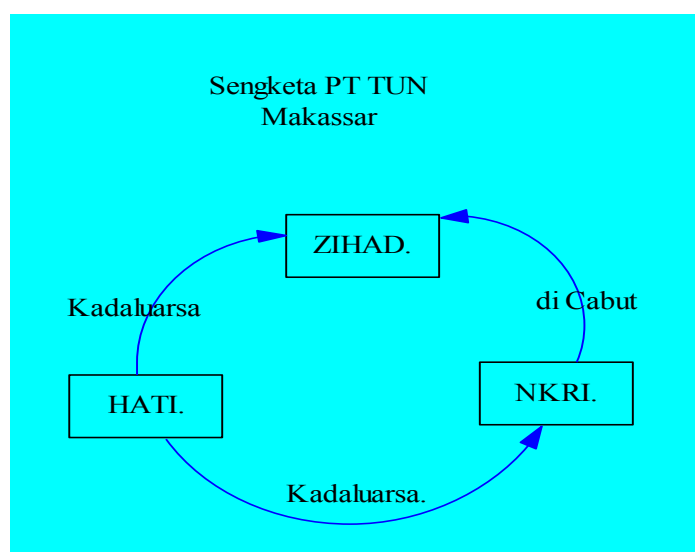 Sengketa PT TUN
Makassar
ZIHAD.
Kadaluarsa
di Cabut
HATI.
NKRI.
Kadaluarsa.